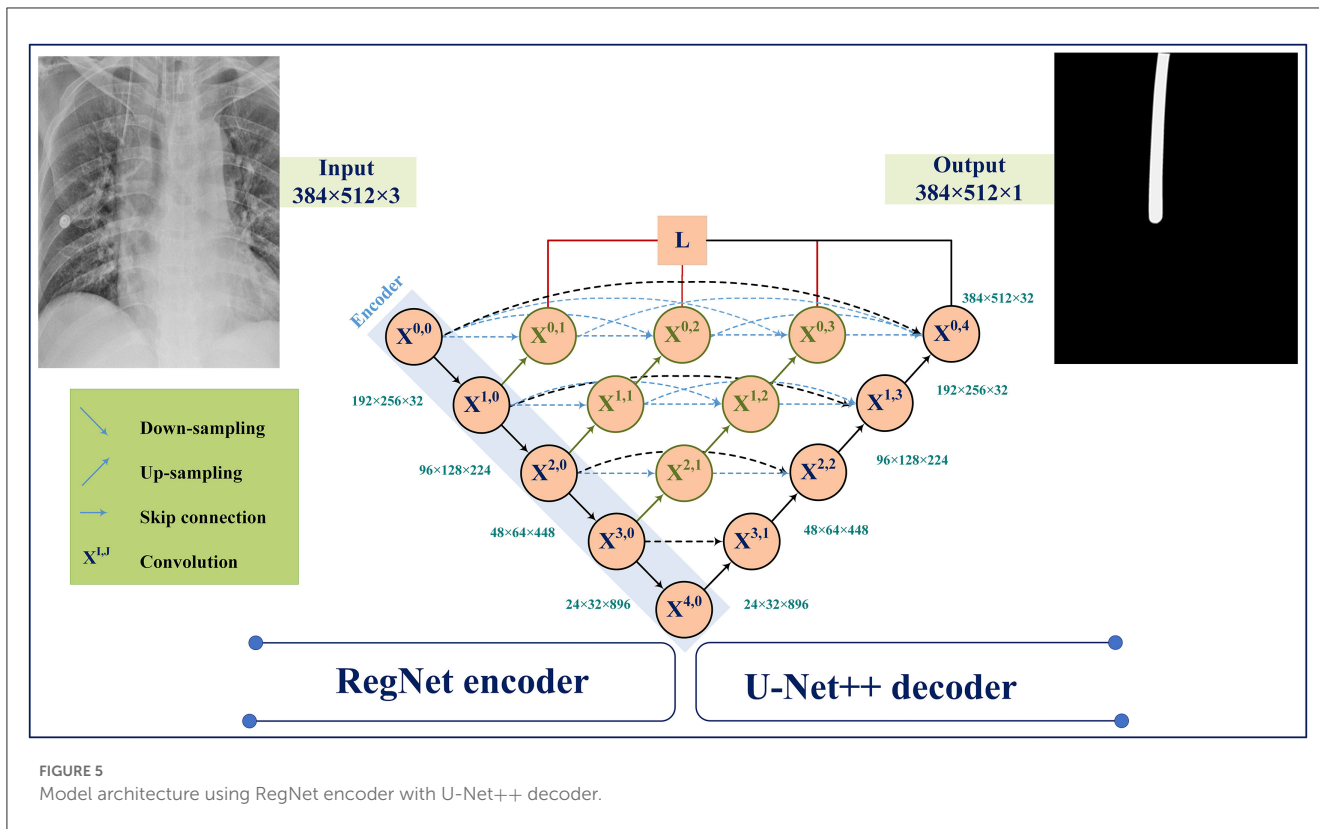 Input
384×512×3
Output
384×512×1
L
Encoder
384×512×32
X0,0
X0,1
X0,2
X0,3
X0,4
192×256×32
X1,0
X1,1
X1,2
X1,3
192×256×32
96×128×224
X2,0
X2,1
X2,2
96×128×224
48×64×448
X3,0
X3,1
48×64×448
24×32×896
X4,0
24×32×896
Down-sampling
Up-sampling
Skip connection
XI,J Convolution
RegNet encoder
U-Net++ decoder
FIGURE 5
Model architecture using RegNet encoder with U-Net++ decoder.